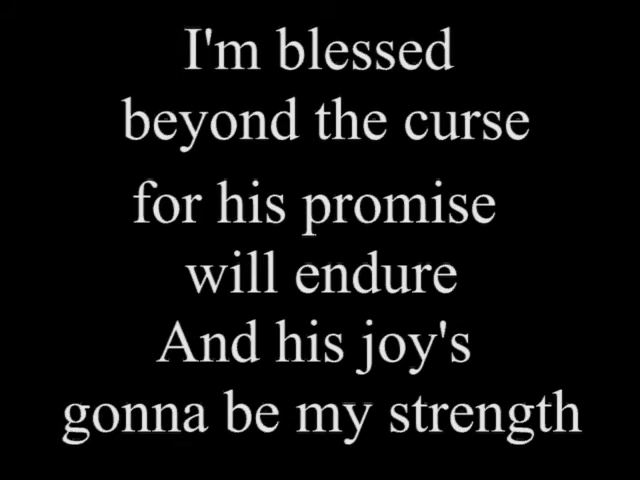 I'm blessed
beyond the curse
for his promise
will endure
And his joy's
gonna be my strength